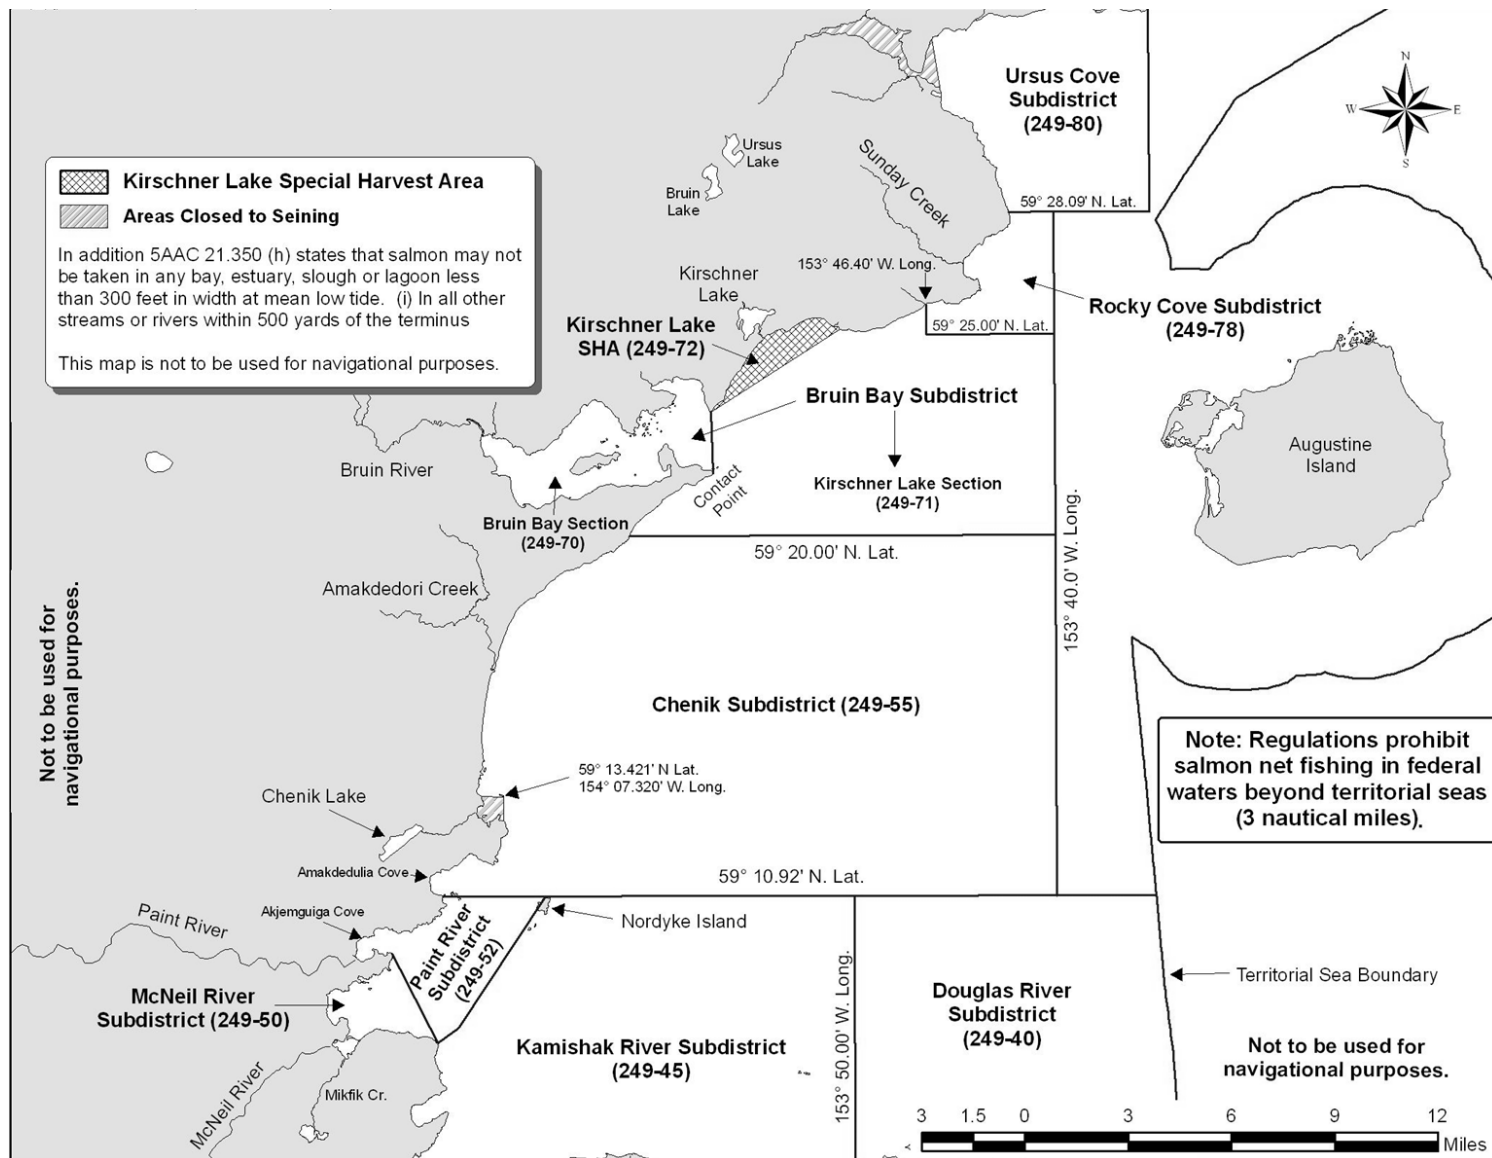 Ursus Cove
Subdistrict
(249-80)
N
W
E
S
Ursus
Lake
Bruin
Lake
Sunday Creek
59° 28.09' N. Lat.
Kirschner Lake Special Harvest Area
Areas Closed to Seining
In addition 5AAC 21.350 (h) states that salmon may not
be taken in any bay, estuary, slough or lagoon less
than 300 feet in width at mean low tide.  (i) In all other
streams or rivers within 500 yards of the terminus
This map is not to be used for navigational purposes.
153° 46.40' W. Long.
Kirschner
Lake
Rocky Cove Subdistrict
(249-78)
59° 25.00' N. Lat.
Kirschner Lake
SHA (249-72)
Bruin Bay Subdistrict
Augustine
Island
Bruin River
Kirschner Lake Section
(249-71)
Contact
Point
Bruin Bay Section
(249-70)
59° 20.00' N. Lat.
153° 40.0' W. Long.
Amakdedori Creek
Not to be used for
navigational purposes.
Chenik Subdistrict (249-55)
Note: Regulations prohibit
salmon net fishing in federal
waters beyond territorial seas
(3 nautical miles).
59° 13.421' N Lat.
154° 07.320' W. Long.
Chenik Lake
Amakdedulia Cove
59° 10.92' N. Lat.
Akjemguiga Cove
Paint River
Nordyke Island
Paint River
Subdistrict
(249-52)
McNeil River
Subdistrict (249-50)
153° 50.00' W. Long.
Douglas River
Subdistrict
(249-40)
Territorial Sea Boundary
Kamishak River Subdistrict
(249-45)
Not to be used for
navigational purposes.
McNeil River
Mikfik Cr.
3 1.5 0 3 6 9 12
Miles